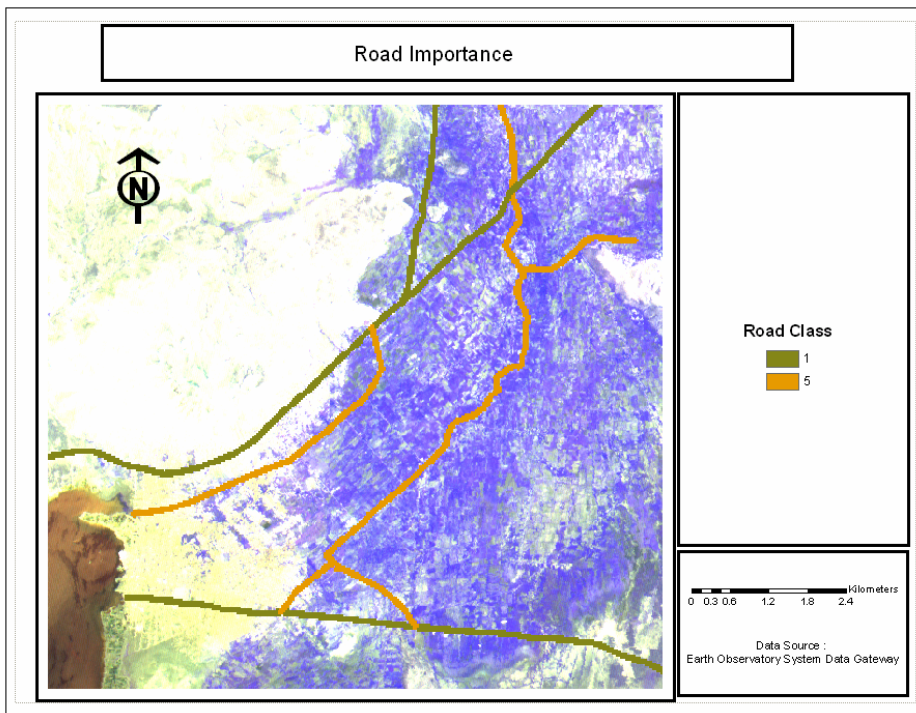 Road Importance
N
Road Class
1
5
Kilometers
0 0.3 0.6 1.2 1.8 2.4
Data Source :
Earth Observatory System Data Gateway